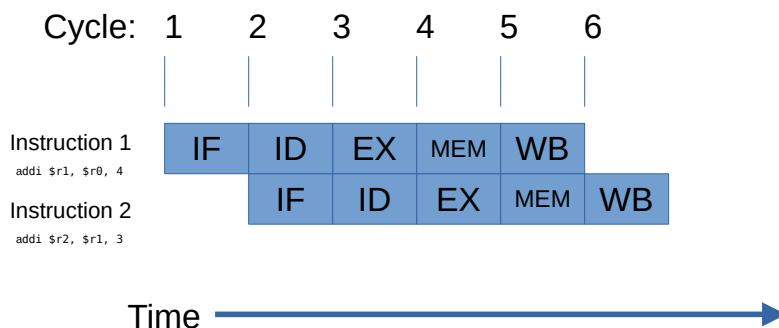 Cycle: 1 2 3 4 5 6
Instruction 1 IF ID EX MEM WB
addi $r1, $r0, 4
Instruction 2 IF ID EX MEM WB
addi $r2, $r1, 3
Time